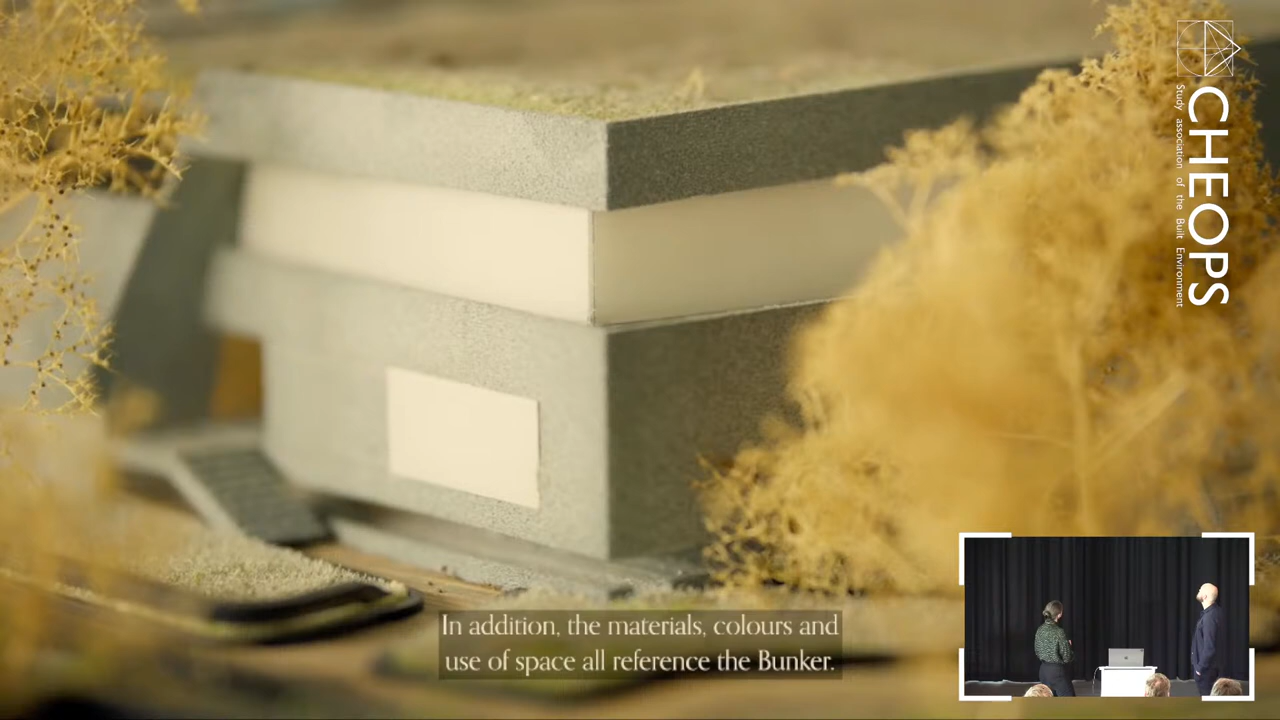 CHEOPS
Study association of the Built Environment
In addition, the materials, colours and
use of space all reference the Bunker.